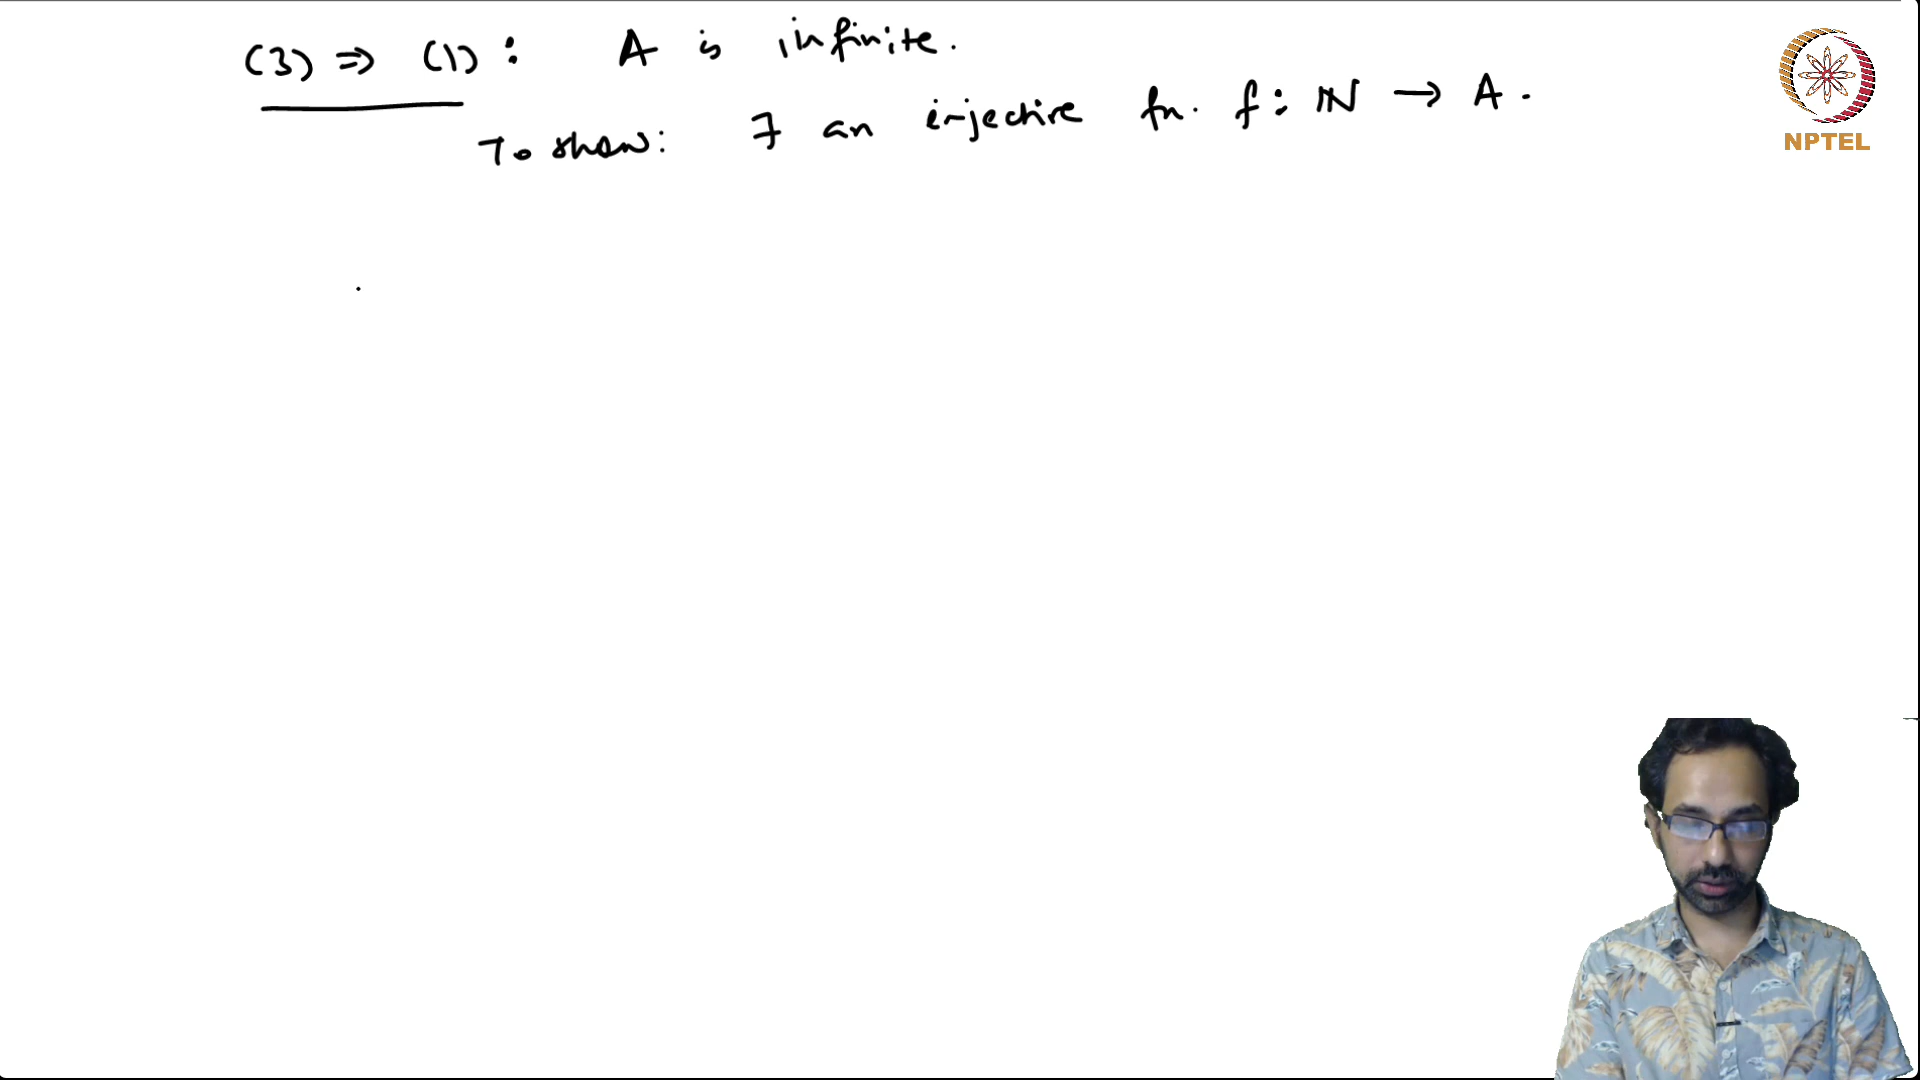 (3) ⇒ (1) : A is infinite.
To show: ∃ an injective fn. f: ℕ → A.
NPTEL